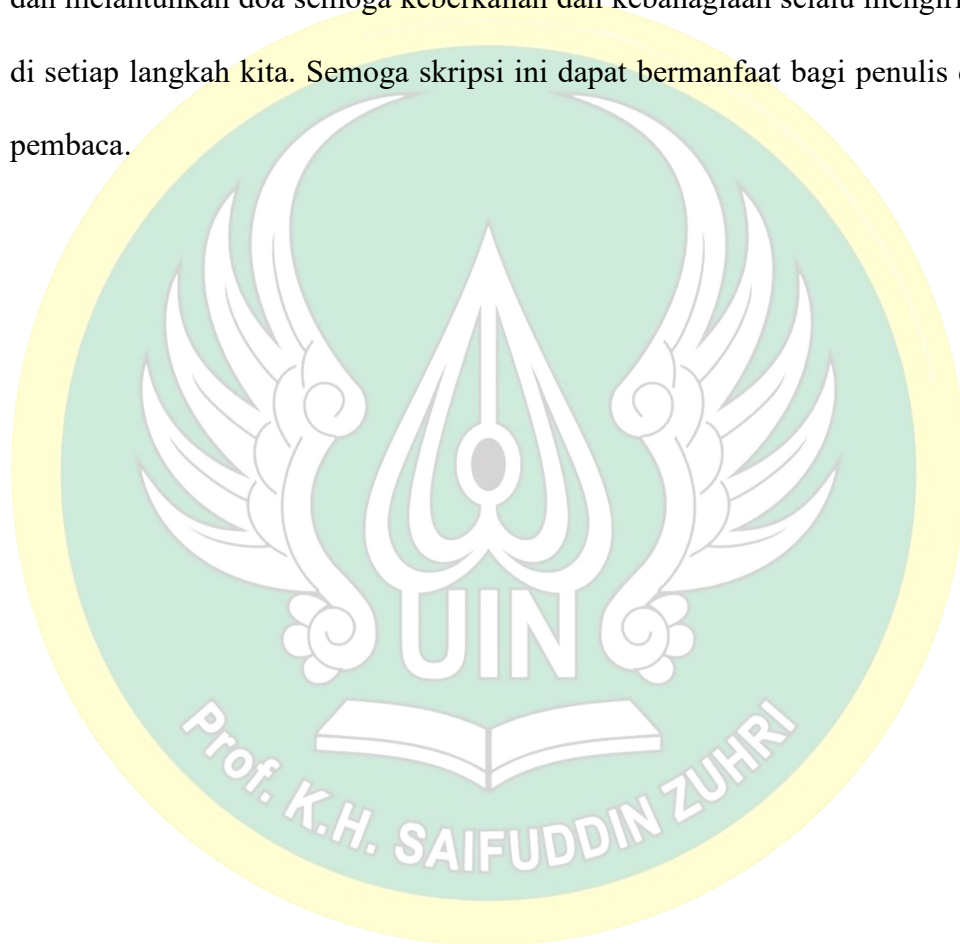 dan melantunkan doa semoga keberkahan dan kebahagiaan selalu
di setiap langkah kita. Semoga skripsi ini dapat bermanfaat bagi penulis
pembaca.
UIN
Prof. K.H. SAIFUDDIN ZUHRI